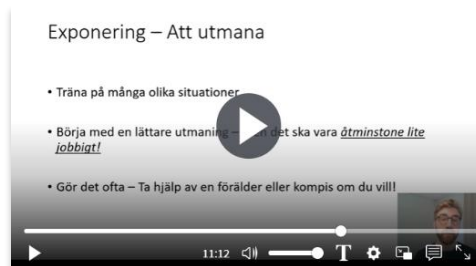 Exponering – Att utmana
• Träna på många olika situationer
• Börja med en lättare utmaning – det ska vara åtminstone lite
jobbigt!
• Gör det ofta – Ta hjälp av en förälder eller kompis om du vill!
11:12
T